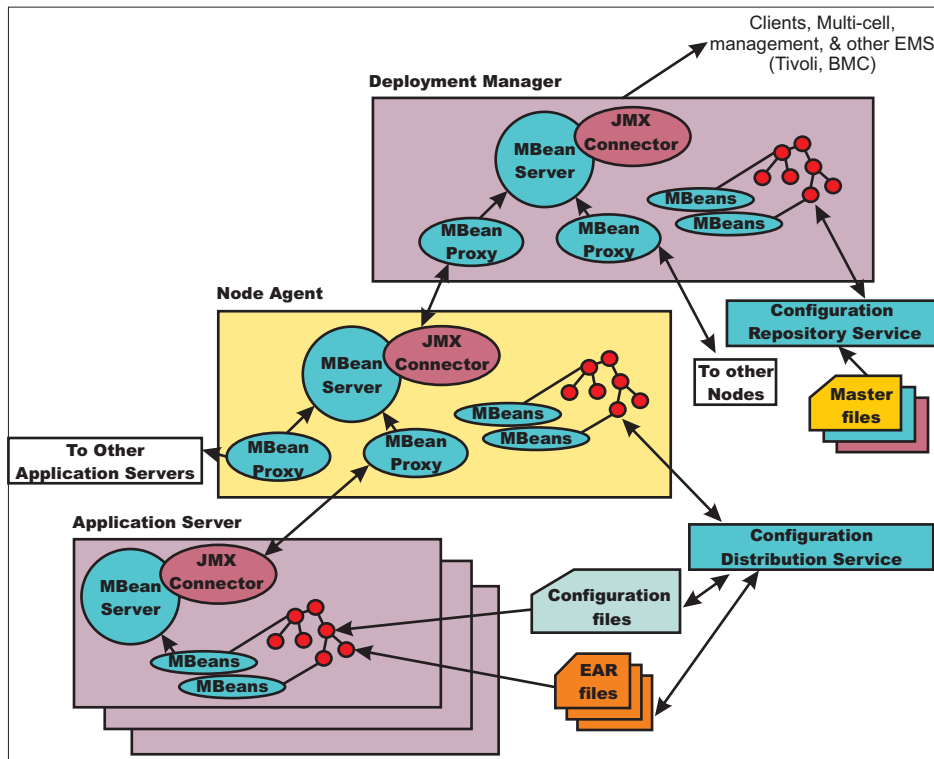 Clients, Multi-cell,
management, & other EMS
(Tivoli, BMC)
Deployment Manager
JMX
Connector
MBean
Server
MBeans
MBeans
MBean
Proxy
MBean
Proxy
Node Agent
Configuration
Repository Service
JMX
Connector
MBean
Server
To other
Nodes
Master
files
MBeans
MBeans
To Other
Application Servers
MBean
Proxy
MBean
Proxy
Application Server
Configuration
Distribution Service
JMX
Connector
MBean
Server
Configuration
files
MBeans
MBeans
EAR
files